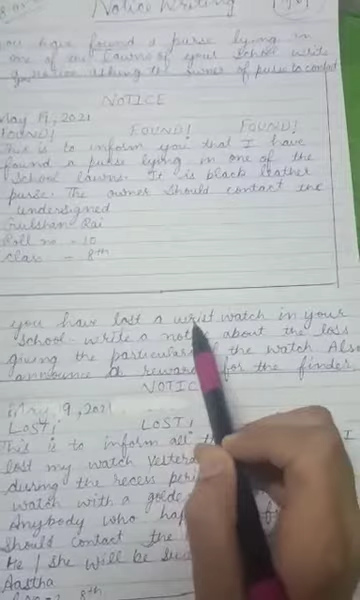 Notice Writing
you have found a purse lying in
one of the lawns of your school write
a notice asking the owner of purse to contact
NOTICE
May 19, 2021
FOUND! FOUND! FOUND!
This is to inform you that I have
found a purse lying in one of the
school lawns. It is black leather
purse. The owner should contact the
undersigned
Gulshan Rai
Roll no - 10
Class - 8th
you have lost a wrist watch in your
school write a about the loss
giving the particulars the watch Also
announce a reward for the finder
NOTIC
May 19, 2021
LOST! LOST!
This is to inform all I
lost my watch
during the recess
watch with a
Anybody who
should contact the
He / she will be
Aastha
8th